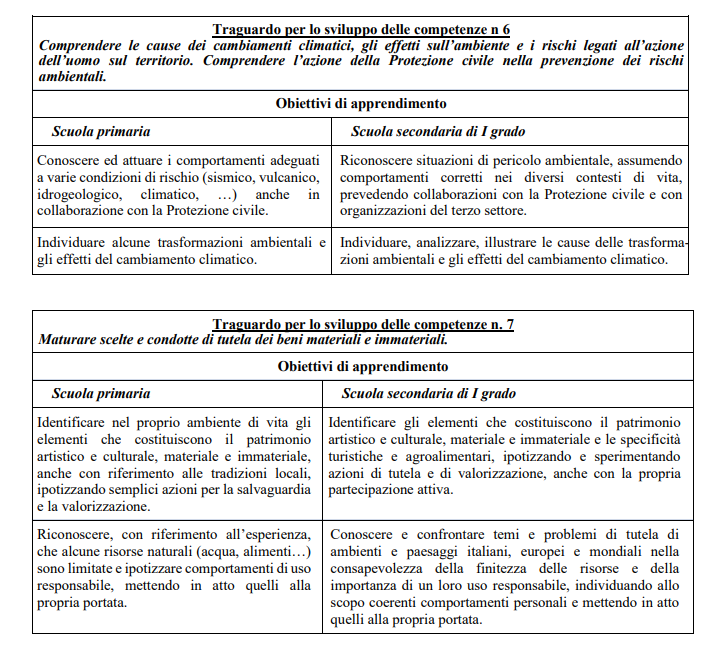 Traguardo per lo sviluppo delle competenze n 6
Comprendere le cause dei cambiamenti climatici, gli effetti sull’ambiente e i rischi legati all’azione
dell’uomo sul territorio. Comprendere l’azione della Protezione civile nella prevenzione dei rischi
ambientali.
Obiettivi di apprendimento
Scuola primaria
Scuola secondaria di I grado
Conoscere ed attuare i comportamenti adeguati
a varie condizioni di rischio (sismico, vulcanico,
idrogeologico, climatico, …) anche in
collaborazione con la Protezione civile.
Riconoscere situazioni di pericolo ambientale, assumendo
comportamenti corretti nei diversi contesti di vita,
prevedendo collaborazioni con la Protezione civile e con
organizzazioni del terzo settore.
Individuare alcune trasformazioni ambientali e
gli effetti del cambiamento climatico.
Individuare, analizzare, illustrare le cause delle trasforma-
zioni ambientali e gli effetti del cambiamento climatico.
Traguardo per lo sviluppo delle competenze n. 7
Maturare scelte e condotte di tutela dei beni materiali e immateriali.
Obiettivi di apprendimento
Scuola primaria
Scuola secondaria di I grado
Identificare nel proprio ambiente di vita gli
elementi che costituiscono il patrimonio
artistico e culturale, materiale e immateriale,
anche con riferimento alle tradizioni locali,
ipotizzando semplici azioni per la salvaguardia
e la valorizzazione.
Identificare gli elementi che costituiscono il patrimonio
artistico e culturale, materiale e immateriale e le specificità
turistiche e agroalimentari, ipotizzando e sperimentando
azioni di tutela e di valorizzazione, anche con la propria
partecipazione attiva.
Riconoscere, con riferimento all’esperienza,
che alcune risorse naturali (acqua, alimenti…)
sono limitate e ipotizzare comportamenti di uso
responsabile, mettendo in atto quelli alla
propria portata.
Conoscere e confrontare temi e problemi di tutela di
ambienti e paesaggi italiani, europei e mondiali nella
consapevolezza della finitezza delle risorse e della
importanza di un loro uso responsabile, individuando allo
scopo coerenti comportamenti personali e mettendo in atto
quelli alla propria portata.